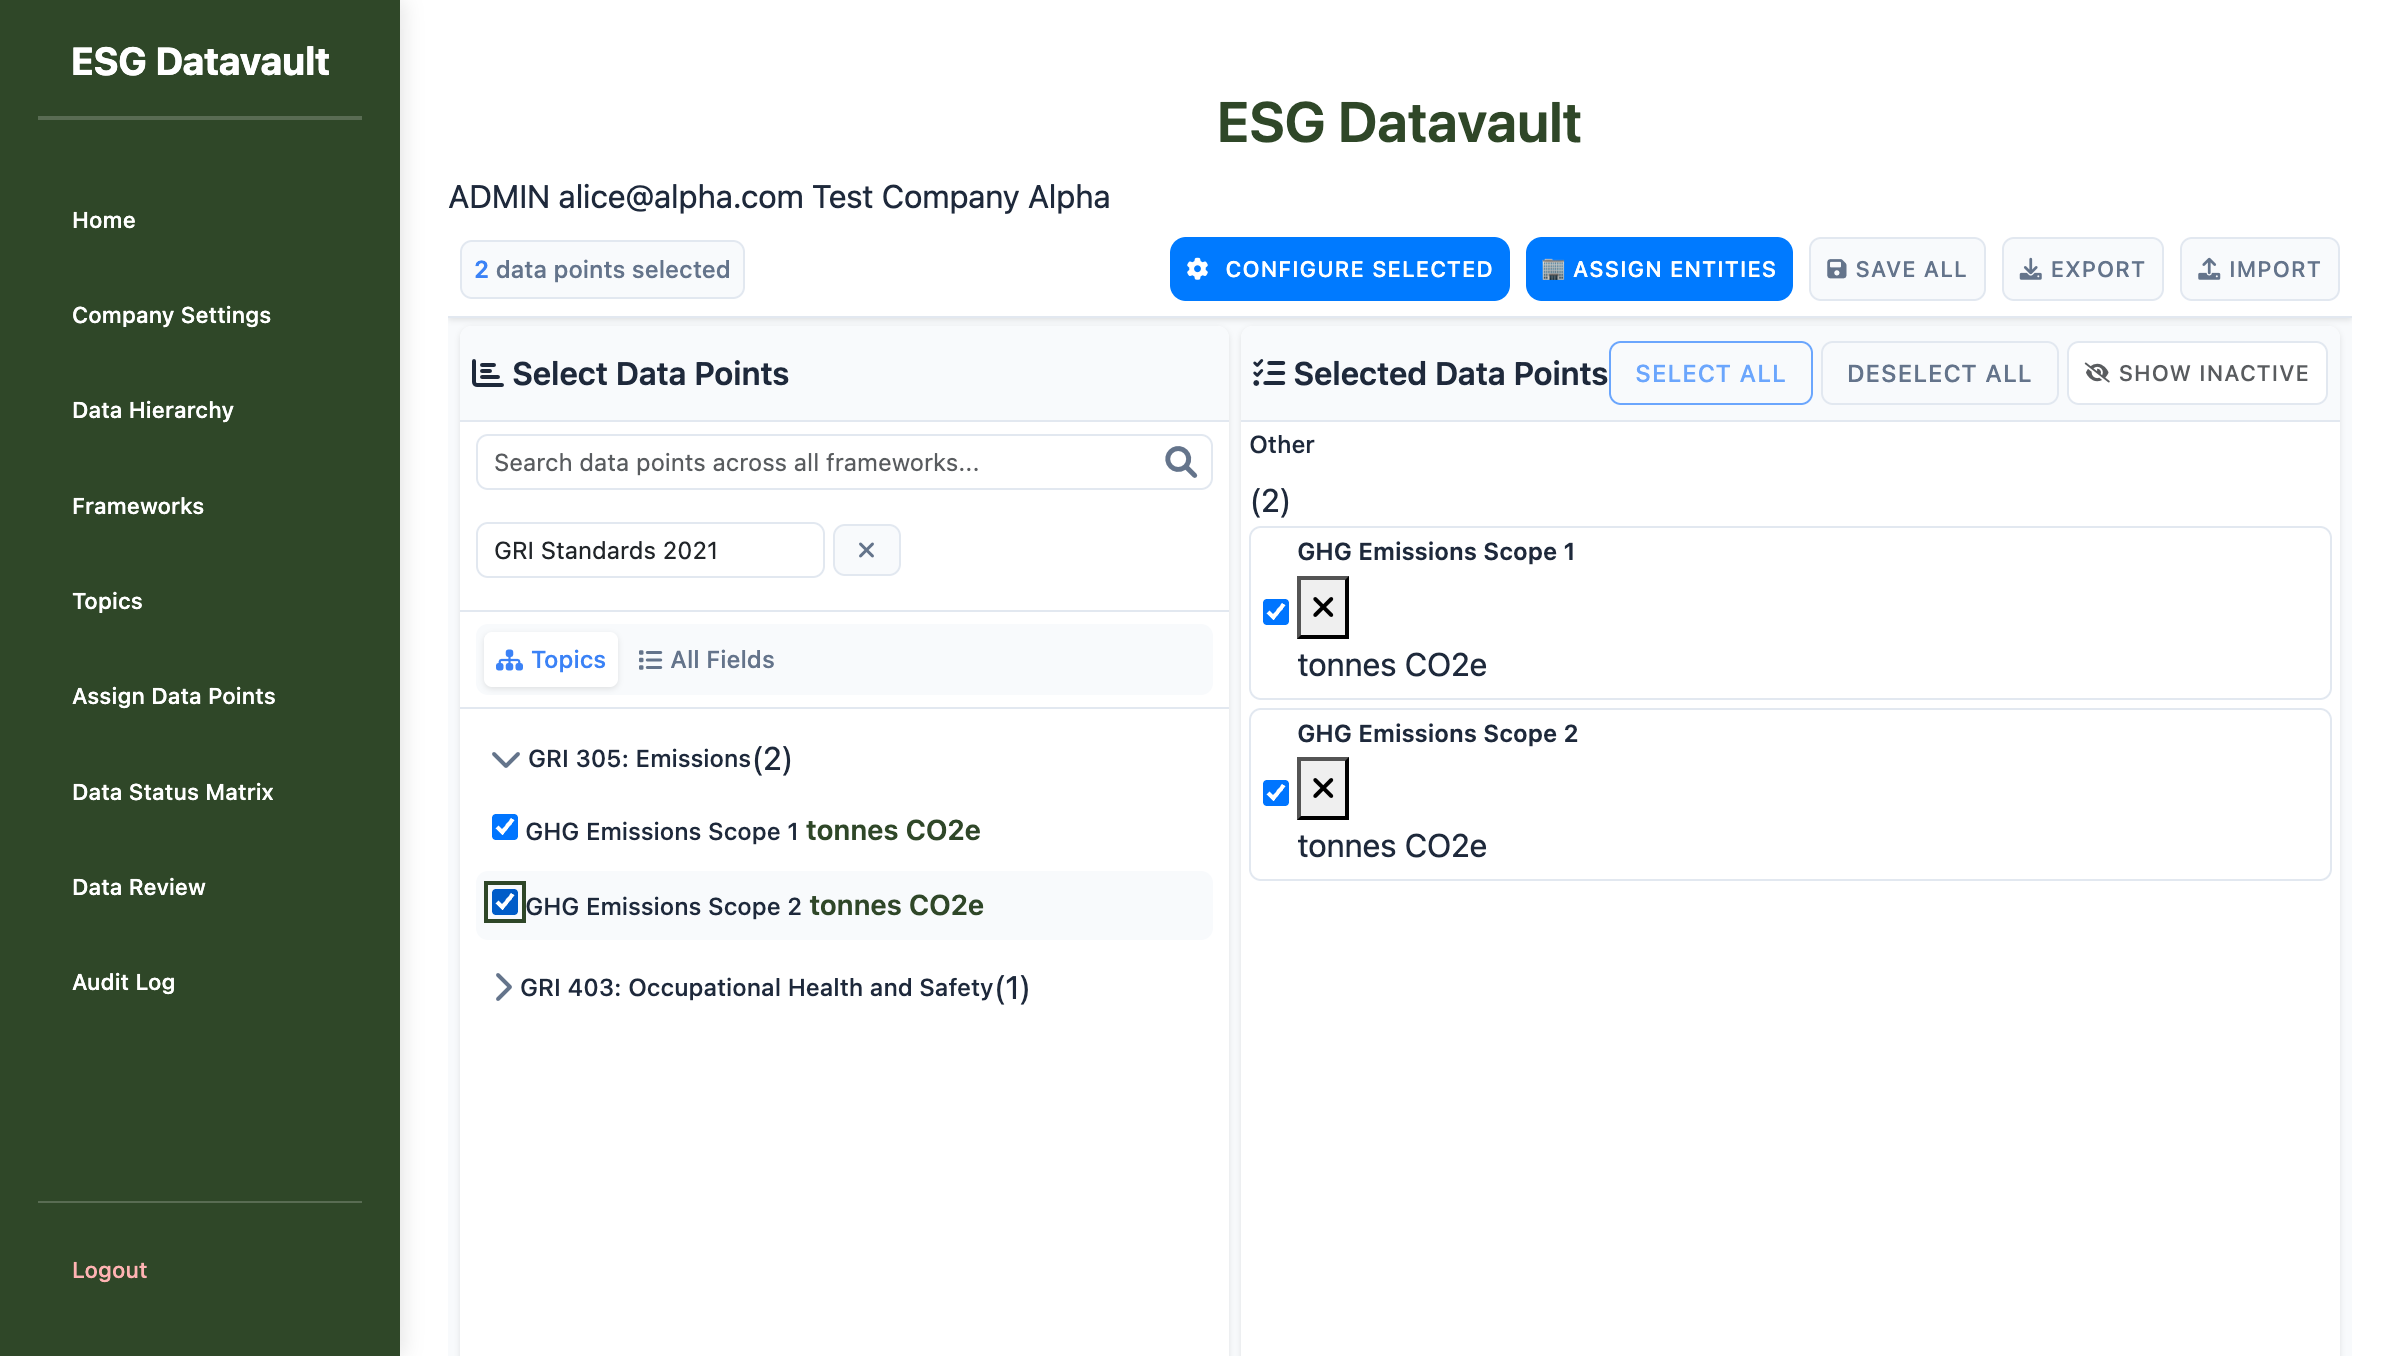 ESG Datavault
Home
Company Settings
Data Hierarchy
Frameworks
Topics
Assign Data Points
Data Status Matrix
Data Review
Audit Log
Logout
ESG Datavault
ADMIN alice@alpha.com Test Company Alpha
2 data points selected
CONFIGURE SELECTED
ASSIGN ENTITIES
SAVE ALL
EXPORT
IMPORT
Select Data Points
Search data points across all frameworks...
GRI Standards 2021
Topics
All Fields
GRI 305: Emissions(2)
GHG Emissions Scope 1 tonnes CO2e
GHG Emissions Scope 2 tonnes CO2e
GRI 403: Occupational Health and Safety(1)
Selected Data Points
SELECT ALL
DESELECT ALL
SHOW INACTIVE
Other
(2)
GHG Emissions Scope 1
tonnes CO2e
GHG Emissions Scope 2
tonnes CO2e